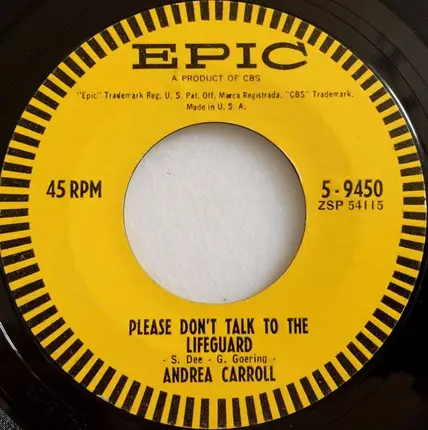 EPIC
A PRODUCT OF CBS
"Epic" Trademark Reg. U. S. Pat. Off. Marca Registrada. "CBS" Trademark.
Made in U. S. A.
45 RPM
5-9450
ZSP 54115
PLEASE DON'T TALK TO THE
LIFEGUARD
- S. Dee - G. Goering -
ANDREA CARROLL